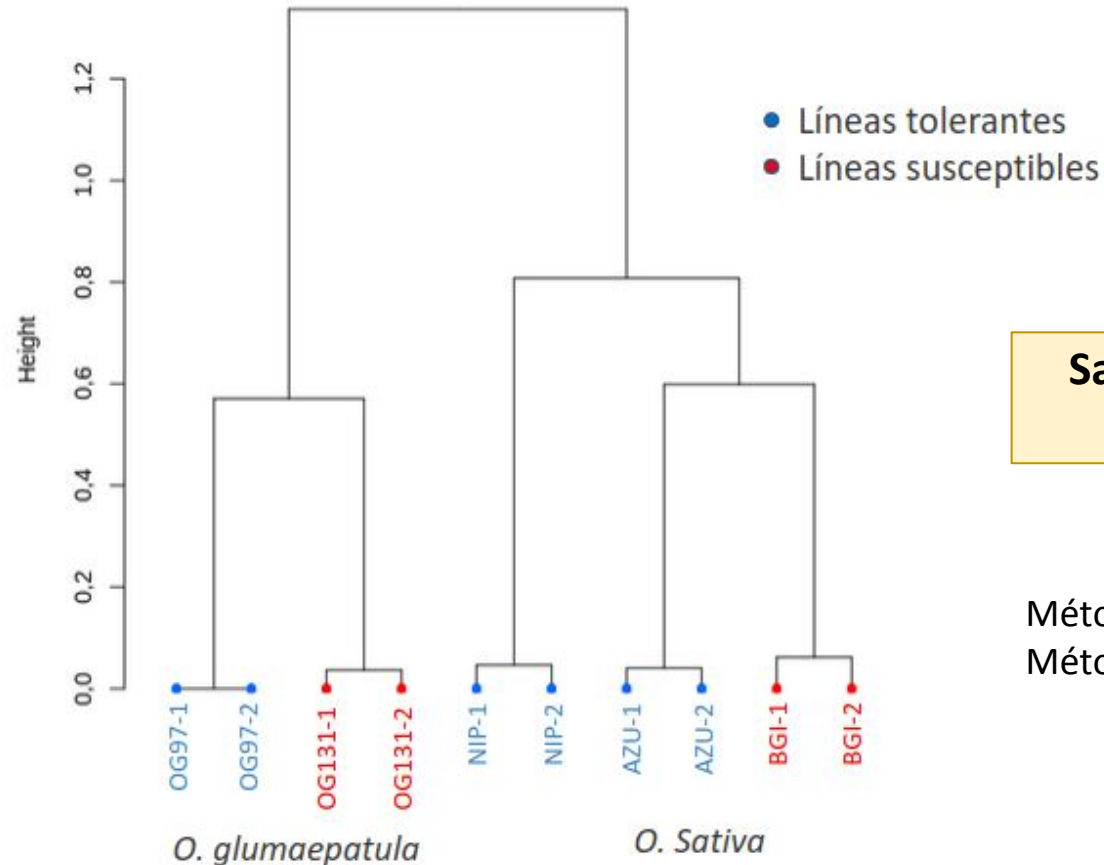 Height
1,2
1,0
0,8
0,6
0,4
0,2
0,0
Líneas tolerantes
Líneas susceptibles
OG97-1
OG97-2
OG131-1
OG131-2
NIP-1
NIP-2
AZU-1
AZU-2
BGI-1
BGI-2
O. glumaepatula
O. Sativa